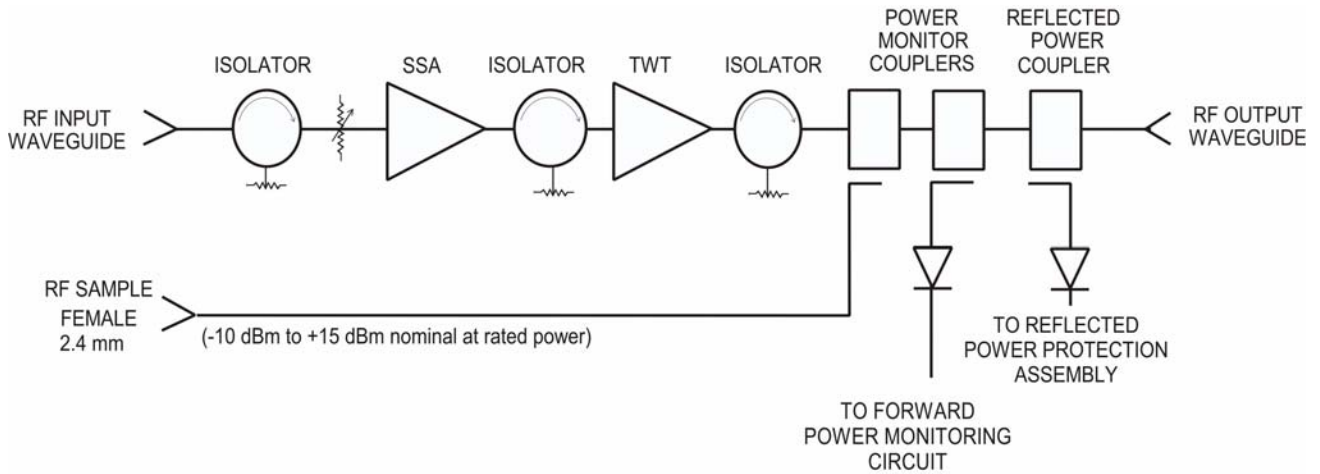 POWER
MONITOR
COUPLERS
REFLECTED
POWER
COUPLER
ISOLATOR
SSA
ISOLATOR
TWT
ISOLATOR
RF INPUT
WAVEGUIDE
RF OUTPUT
WAVEGUIDE
RF SAMPLE
FEMALE
2.4 mm
(-10 dBm to +15 dBm nominal at rated power)
TO REFLECTED
POWER PROTECTION
ASSEMBLY
TO FORWARD
POWER MONITORING
CIRCUIT